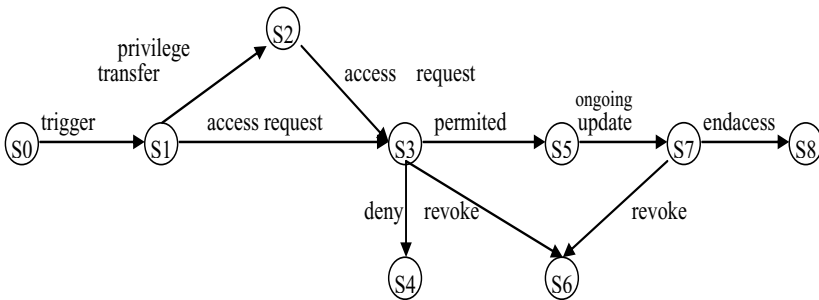 S2
privilege
transfer
access request
ongoing
trigger
access request
permited
update
endacess
S0
S1
S3
S5
S7
S8
deny
revoke
revoke
S4
S6